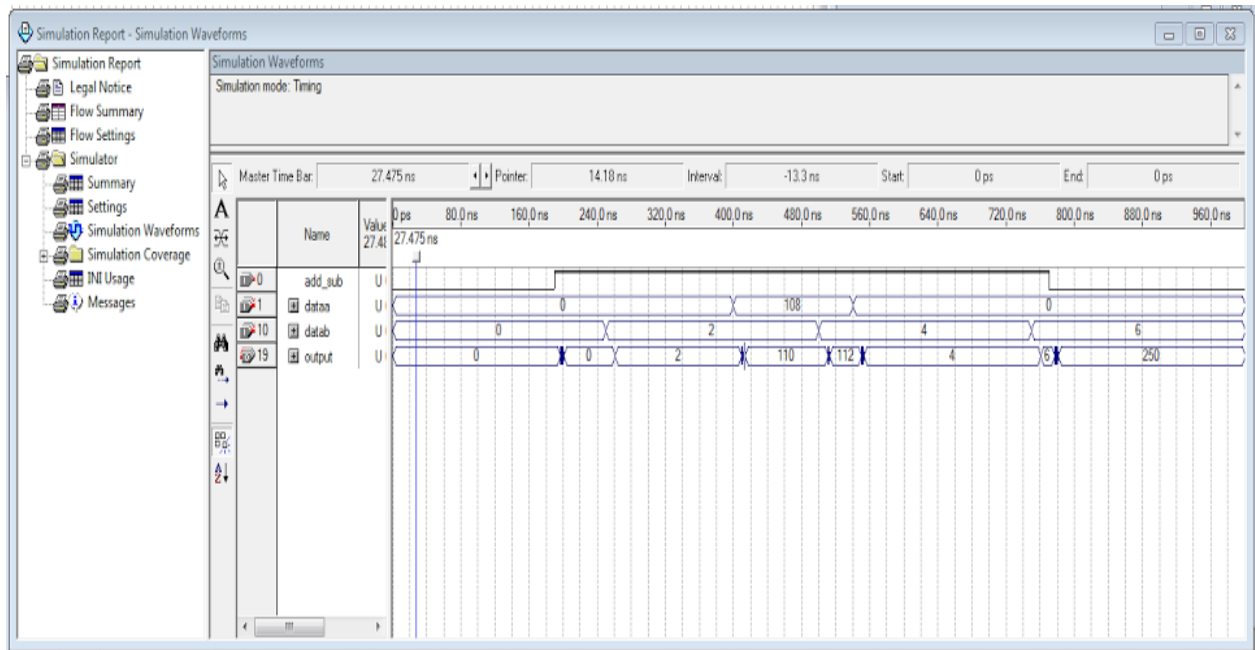 Simulation Report - Simulation Waveforms
Simulation Report
Legal Notice
Flow Summary
Flow Settings
Simulator
Summary
Settings
Simulation Waveforms
Simulation Coverage
INI Usage
Messages
Simulation Waveforms
Simulation mode: Timing
Master Time Bar: 27.475 ns Pointer: 14.18 ns Interval: -13.3 ns Start: 0 ps End: 0 ps
Name Value 27.48
0 ps 80.0 ns 160.0 ns 240.0 ns 320.0 ns 400.0 ns 480.0 ns 560.0 ns 640.0 ns 720.0 ns 800.0 ns 880.0 ns 960.0 ns
27.475 ns
0 add_sub U
1 dataa U 0 108 0
10 datab U 0 2 4 6
19 output U 0 0 2 110 112 4 6 250